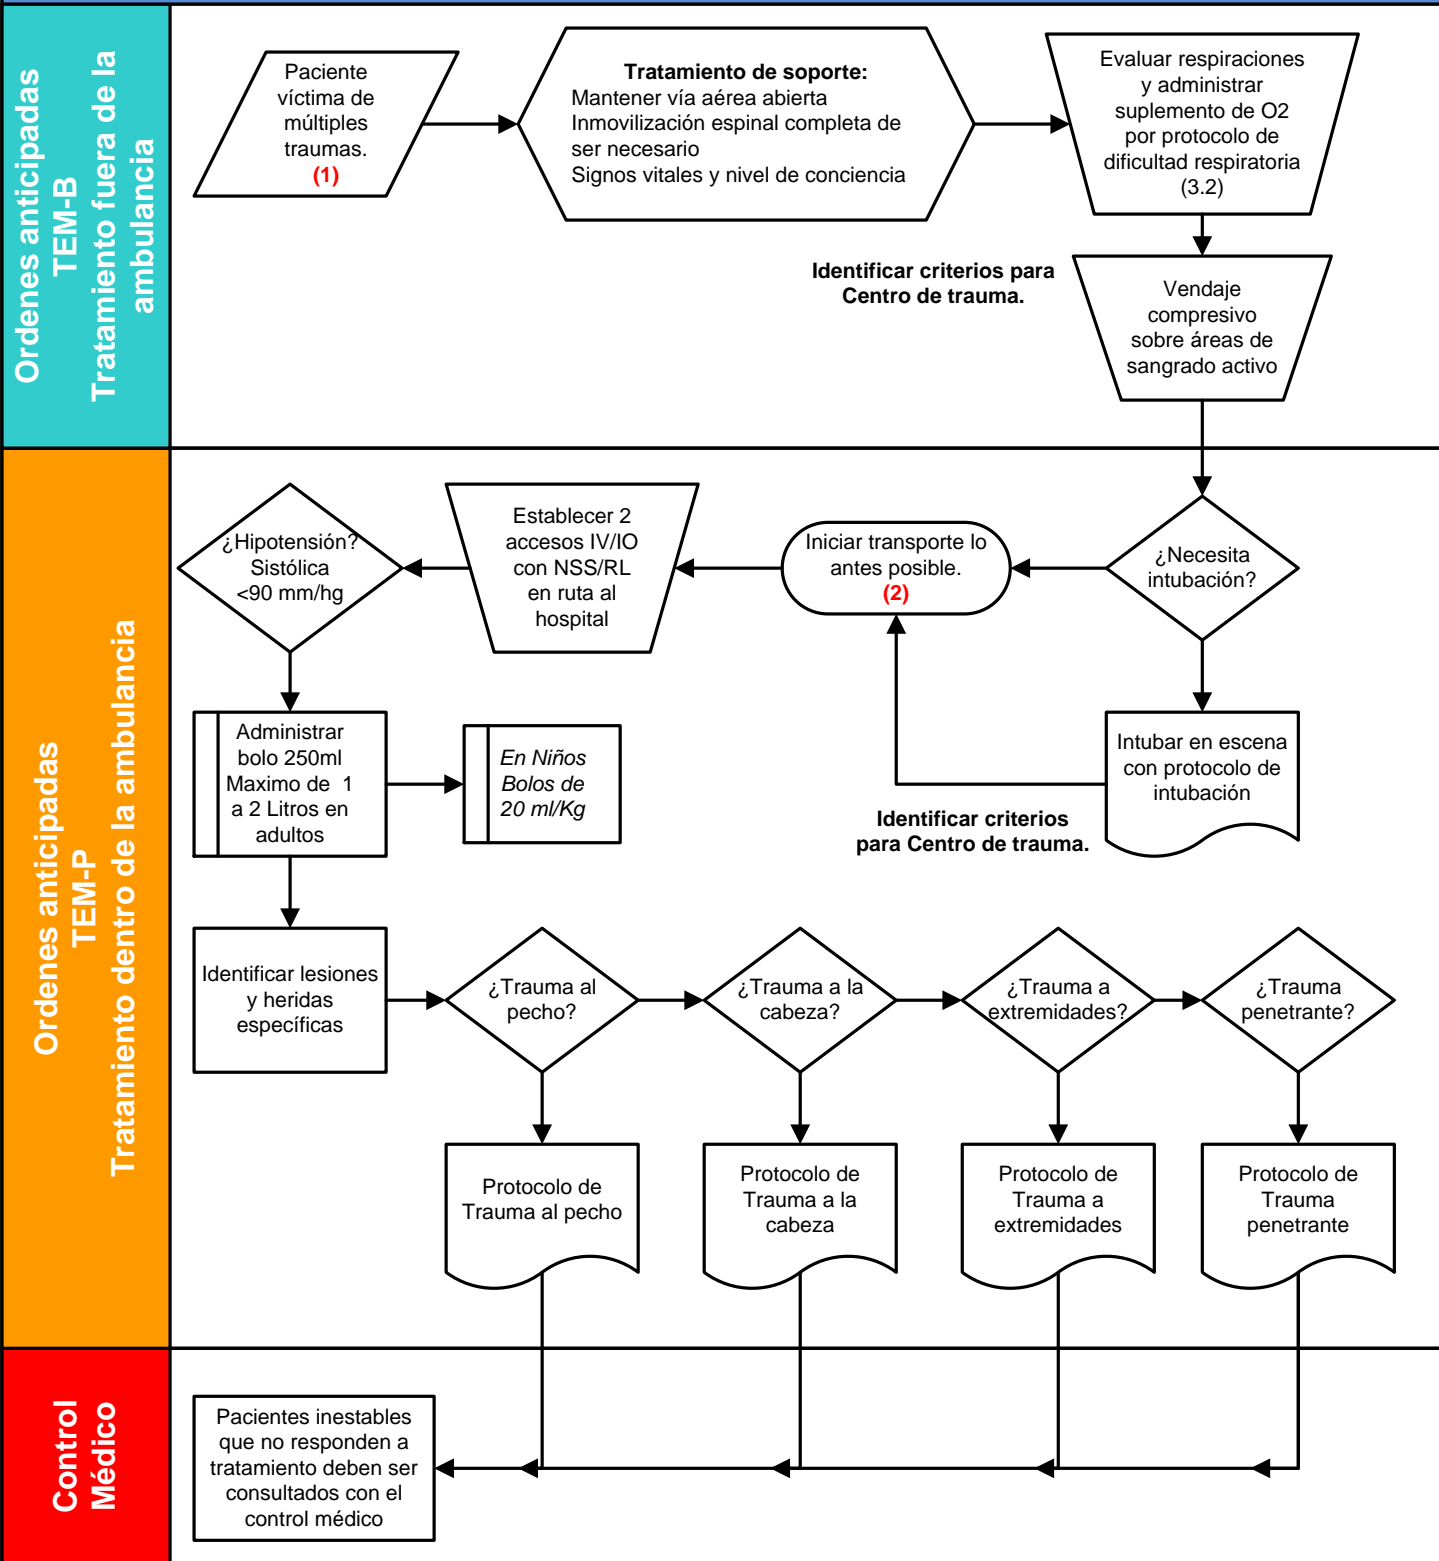 Ordenes anticipadas
TEM-B
Tratamiento fuera de la
ambulancia
Paciente
víctima de
múltiples
traumas.
(1)
Tratamiento de soporte:
Mantener vía aérea abierta
Inmovilización espinal completa de
ser necesario
Signos vitales y nivel de conciencia
Evaluar respiraciones
y administrar
suplemento de O2
por protocolo de
dificultad respiratoria
(3.2)
Identificar criterios para
Centro de trauma.
Vendaje
compresivo
sobre áreas de
sangrado activo
Ordenes anticipadas
TEM-P
Tratamiento dentro de la ambulancia
¿Necesita
intubación?
Iniciar transporte lo
antes posible.
(2)
Establecer 2
accesos IV/IO
con NSS/RL
en ruta al
hospital
¿Hipotensión?
Sistólica
<90 mm/hg
Intubar en escena
con protocolo de
intubación
Identificar criterios
para Centro de trauma.
Administrar
bolo 250ml
Maximo de 1
a 2 Litros en
adultos
En Niños
Bolos de
20 ml/Kg
Identificar lesiones
y heridas
específicas
¿Trauma al
pecho?
¿Trauma a la
cabeza?
¿Trauma a
extremidades?
¿Trauma
penetrante?
Protocolo de
Trauma al pecho
Protocolo de
Trauma a la
cabeza
Protocolo de
Trauma a
extremidades
Protocolo de
Trauma
penetrante
Control
Médico
Pacientes inestables
que no responden a
tratamiento deben ser
consultados con el
control médico